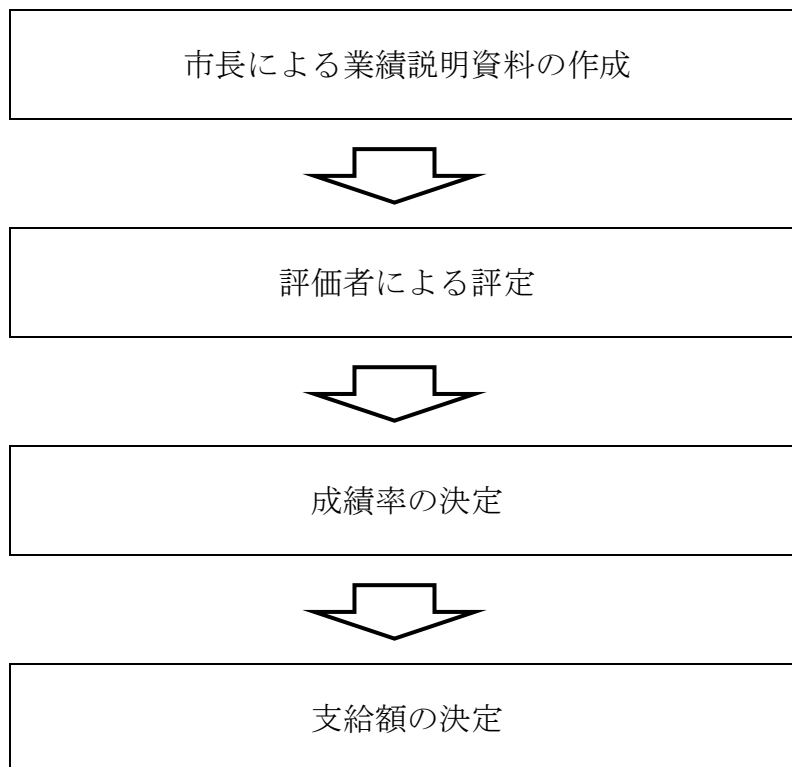 市長による業績説明資料の作成
評価者による評定
成績率の決定
支給額の決定